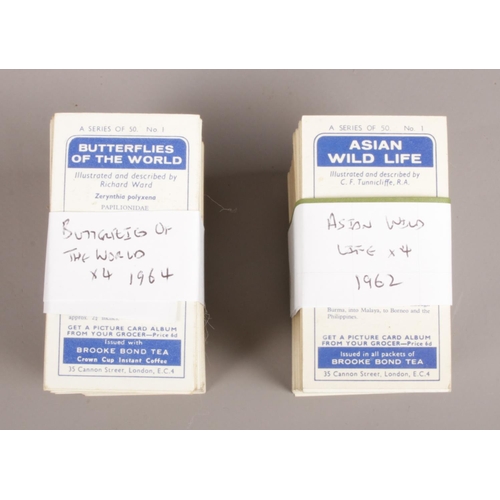 A SERIES OF 50. No. 1
BUTTERFLIES
OF THE WORLD
Illustrated and described by
Richard Ward
Zerynthia polyxena
PAPILIONIDAE
BUTTERFLIES OF
THE WORLD
x4 1964
GET A PICTURE CARD ALBUM
FROM YOUR GROCER—Price 6d
Issued with
BROOKE BOND TEA
Crown Cup Instant Coffee
35 Cannon Street, London, E.C.4
A SERIES OF 50 No. 1
ASIAN
WILD LIFE
Illustrated and described by
C. F. Tunnicliffe, R.A.
ASIAN WILD
LIFE x4
1962
Burma, into Malaya, to Borneo and the
Philippines.
GET A PICTURE CARD ALBUM
FROM YOUR GROCER—Price 6d
Issued in all packets of
BROOKE BOND TEA
35 Cannon Street, London, E.C.4